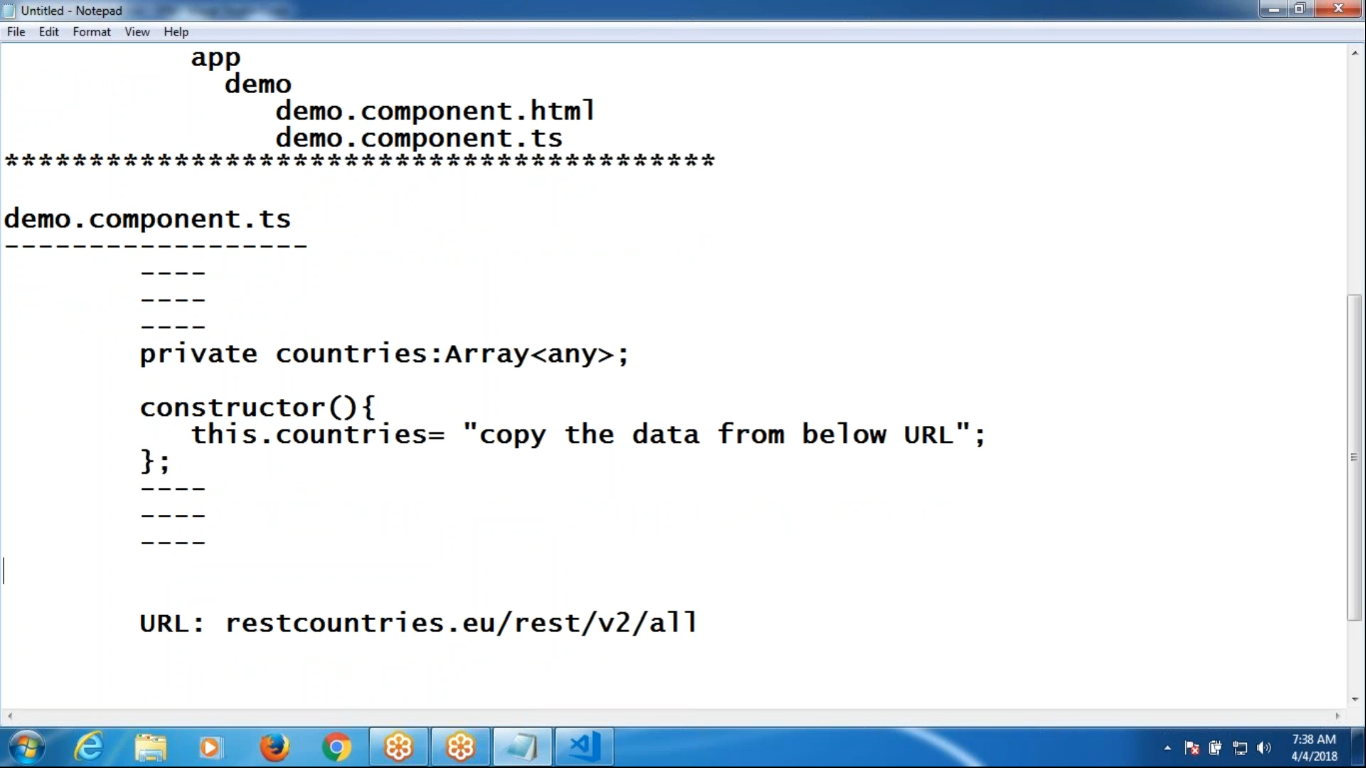 Untitled - Notepad
File Edit Format View Help
app
demo
demo.component.html
demo.component.ts
******************************************
demo.component.ts
------------------
----
----
----
private countries:Array<any>;
constructor(){
this.countries= "copy the data from below URL";
};
----
----
----
URL: restcountries.eu/rest/v2/all
7:38 AM
4/4/2018